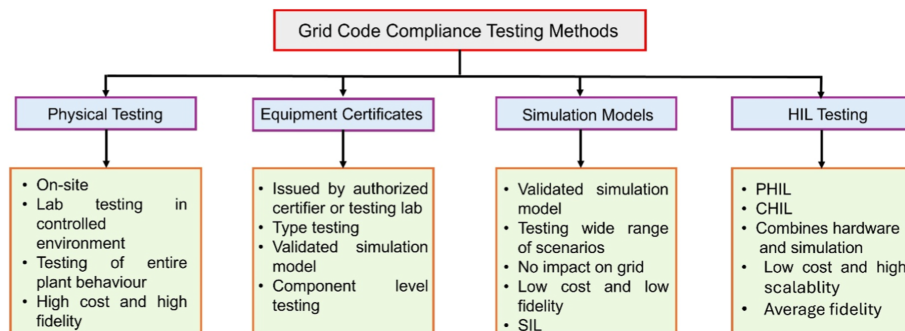 Grid Code Compliance Testing Methods
Physical Testing
Equipment Certificates
Simulation Models
HIL Testing
• On-site
• Lab testing in
controlled
environment
• Testing of entire
plant behaviour
• High cost and high
fidelity
• Issued by authorized
certifier or testing lab
• Type testing
• Validated simulation
model
• Component level
testing
• Validated simulation
model
• Testing wide range
of scenarios
• No impact on grid
• Low cost and low
fidelity
• SIL
• PHIL
• CHIL
• Combines hardware
and simulation
• Low cost and high
scalablity
• Average fidelity